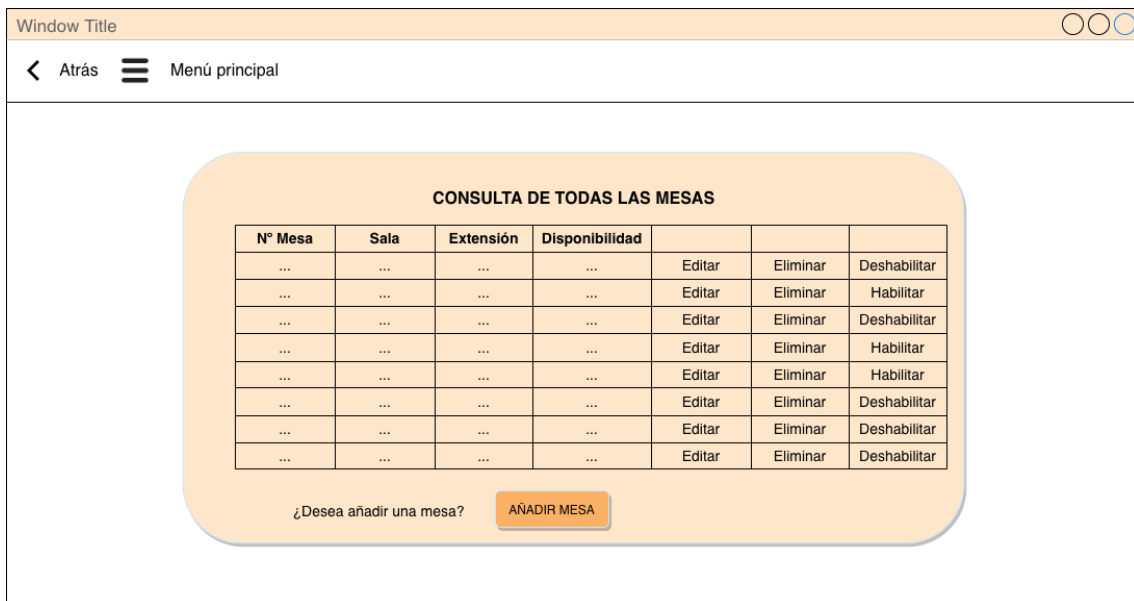 Window Title
Atrás Menú principal
CONSULTA DE TODAS LAS MESAS
Nº Mesa Sala Extensión Disponibilidad
... ... ... ... Editar Eliminar Deshabilitar
... ... ... ... Editar Eliminar Habilitar
... ... ... ... Editar Eliminar Deshabilitar
... ... ... ... Editar Eliminar Habilitar
... ... ... ... Editar Eliminar Habilitar
... ... ... ... Editar Eliminar Deshabilitar
... ... ... ... Editar Eliminar Deshabilitar
... ... ... ... Editar Eliminar Deshabilitar
¿Desea añadir una mesa? AÑADIR MESA